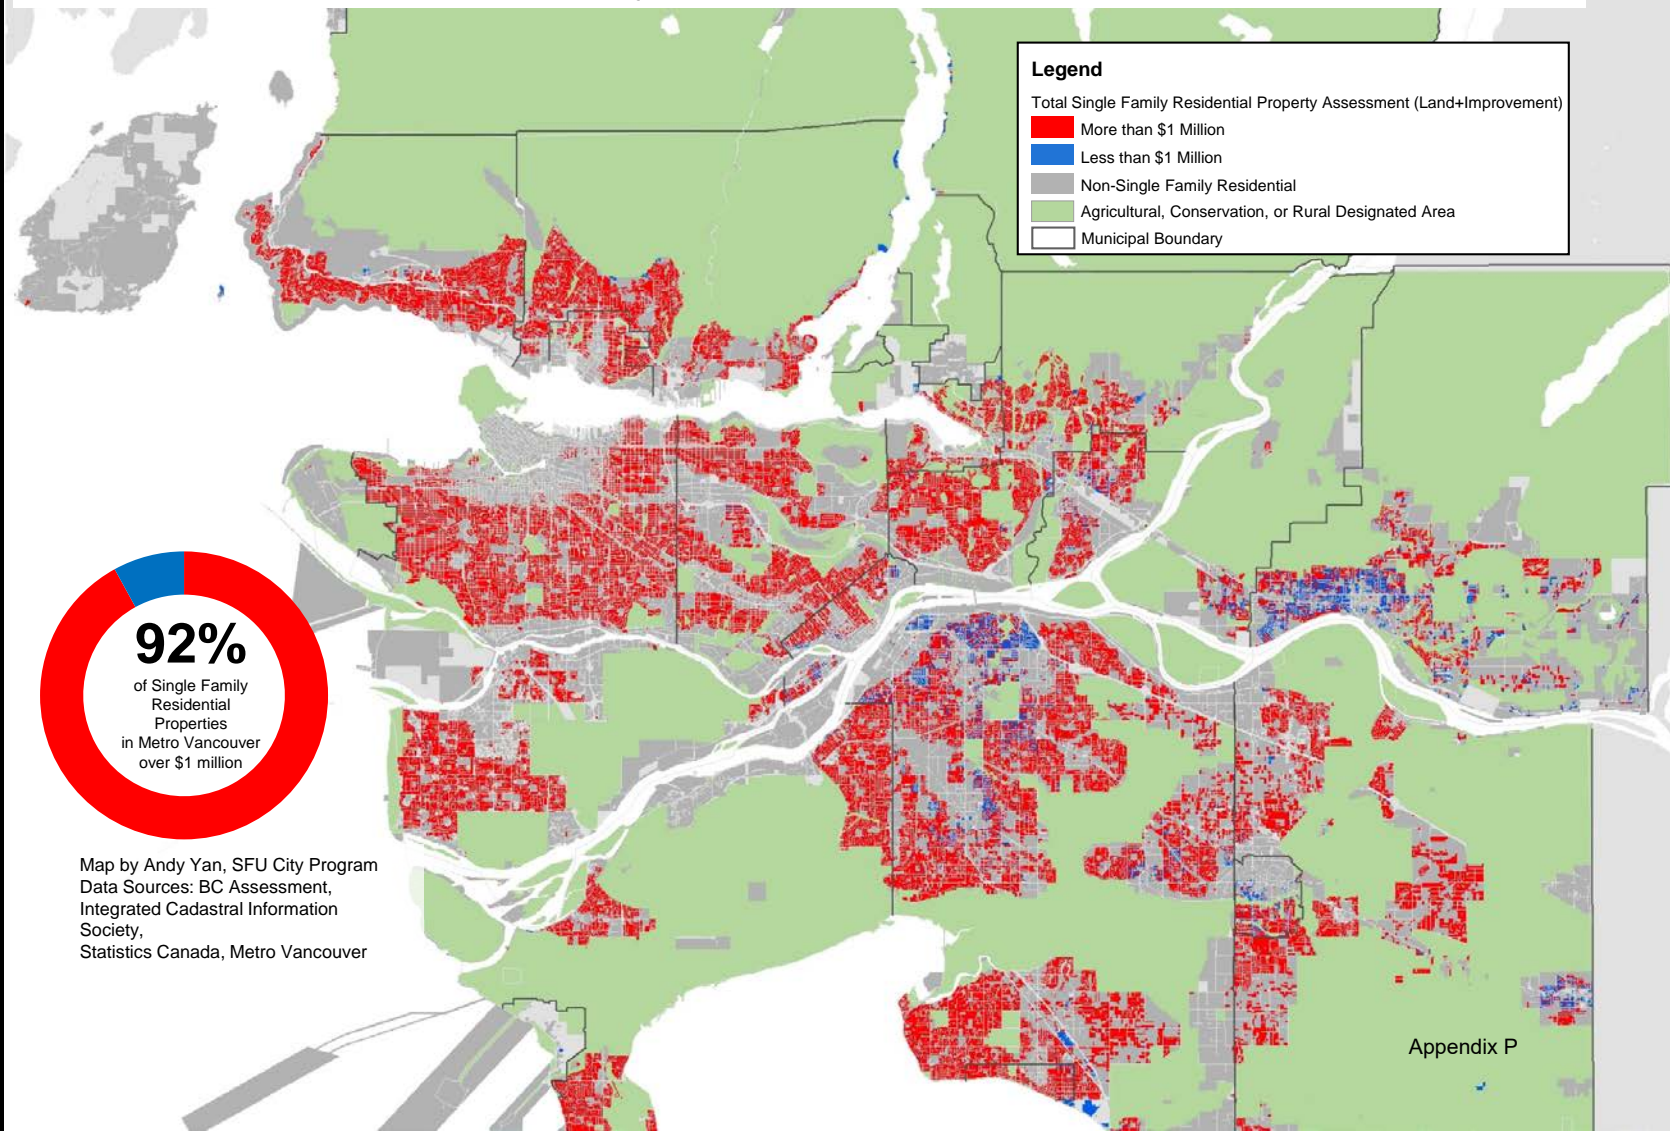 Legend
Total Single Family Residential Property Assessment (Land+Improvement)
More than $1 Million
Less than $1 Million
Non-Single Family Residential
Agricultural, Conservation, or Rural Designated Area
Municipal Boundary
92%
of Single Family
Residential
Properties
in Metro Vancouver
over $1 million
Map by Andy Yan, SFU City Program
Data Sources: BC Assessment,
Integrated Cadastral Information
Society,
Statistics Canada, Metro Vancouver
Appendix P